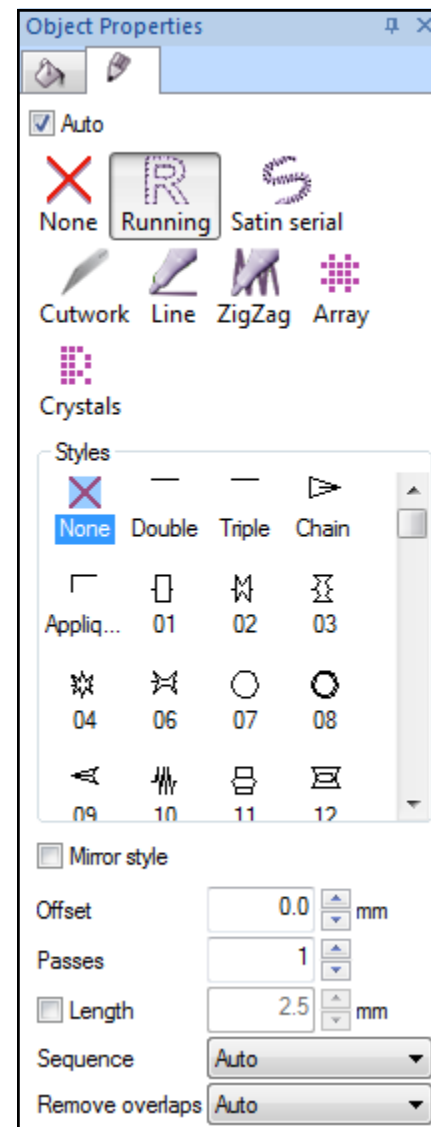 Object Properties
Auto
None Running Satin serial
Cutwork Line ZigZag Array
Crystals
Styles
None Double Triple Chain
Appliq... 01 02 03
04 06 07 08
09 10 11 12
Mirror style
Offset 0.0 mm
Passes 1
Length 2.5 mm
Sequence Auto
Remove overlaps Auto